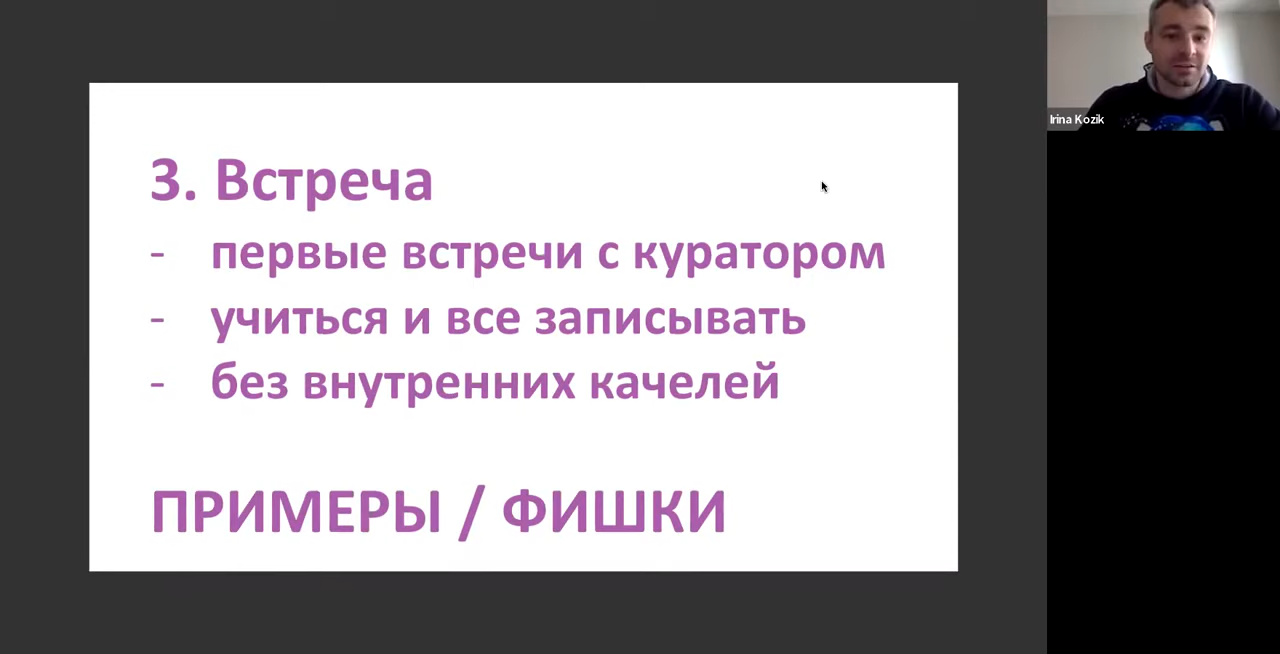 3. Встреча
- первые встречи с куратором
- учиться и все записывать
- без внутренних качелей
ПРИМЕРЫ / ФИШКИ
Irina Kozik